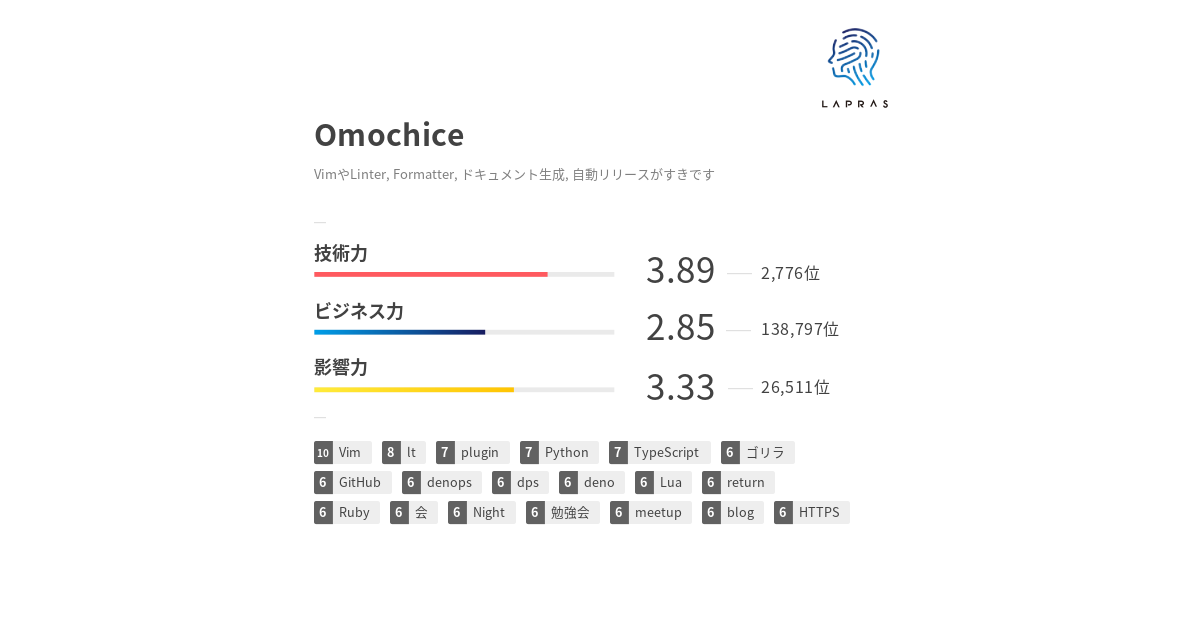 LAPRAS
Omochice
VimやLinter, Formatter, ドキュメント生成, 自動リリースがすきです
技術力
3.89 2,776位
ビジネス力
2.85 138,797位
影響力
3.33 26,511位
10 Vim 8 lt 7 plugin 7 Python 7 TypeScript 6 ゴリラ
6 GitHub 6 denops 6 dps 6 deno 6 Lua 6 return
6 Ruby 6 会 6 Night 6 勉強会 6 meetup 6 blog 6 HTTPS